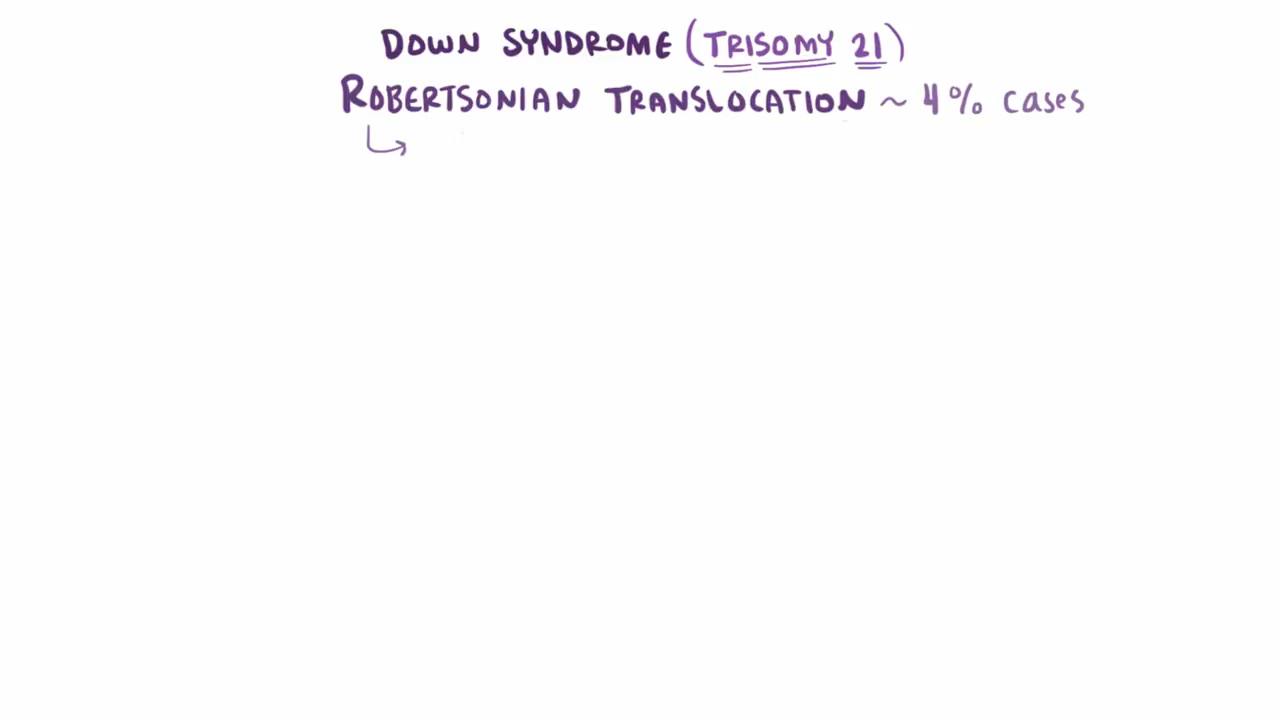 DOWN SYNDROME (TRISOMY 21)
ROBERTSONIAN TRANSLOCATION ~ 4% cases